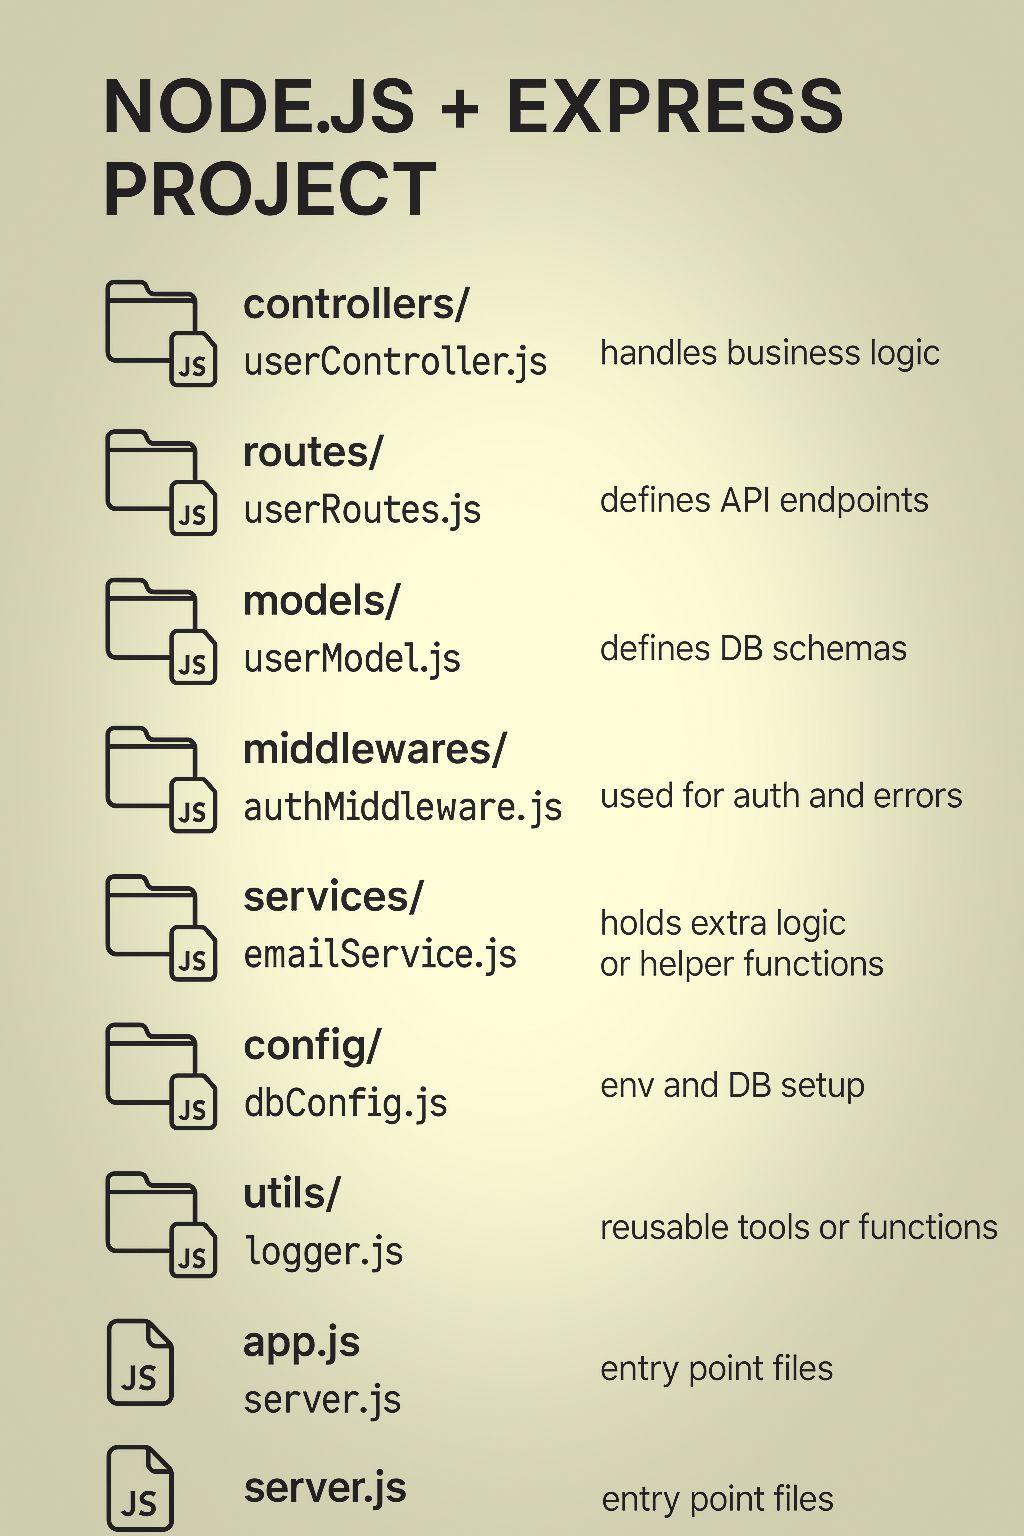 NODE.JS + EXPRESS
PROJECT
controllers/
JS
userController.js
handles business logic
routes/
JS
userRoutes.js
defines API endpoints
models/
JS
userModel.js
defines DB schemas
middlewares/
JS
authMiddleware.js
used for auth and errors
services/
JS
emailService.js
holds extra logic
or helper functions
config/
JS
dbConfig.js
env and DB setup
utils/
JS
logger.js
reusable tools or functions
app.js
JS
server.js
entry point files
JS
server.js
entry point files